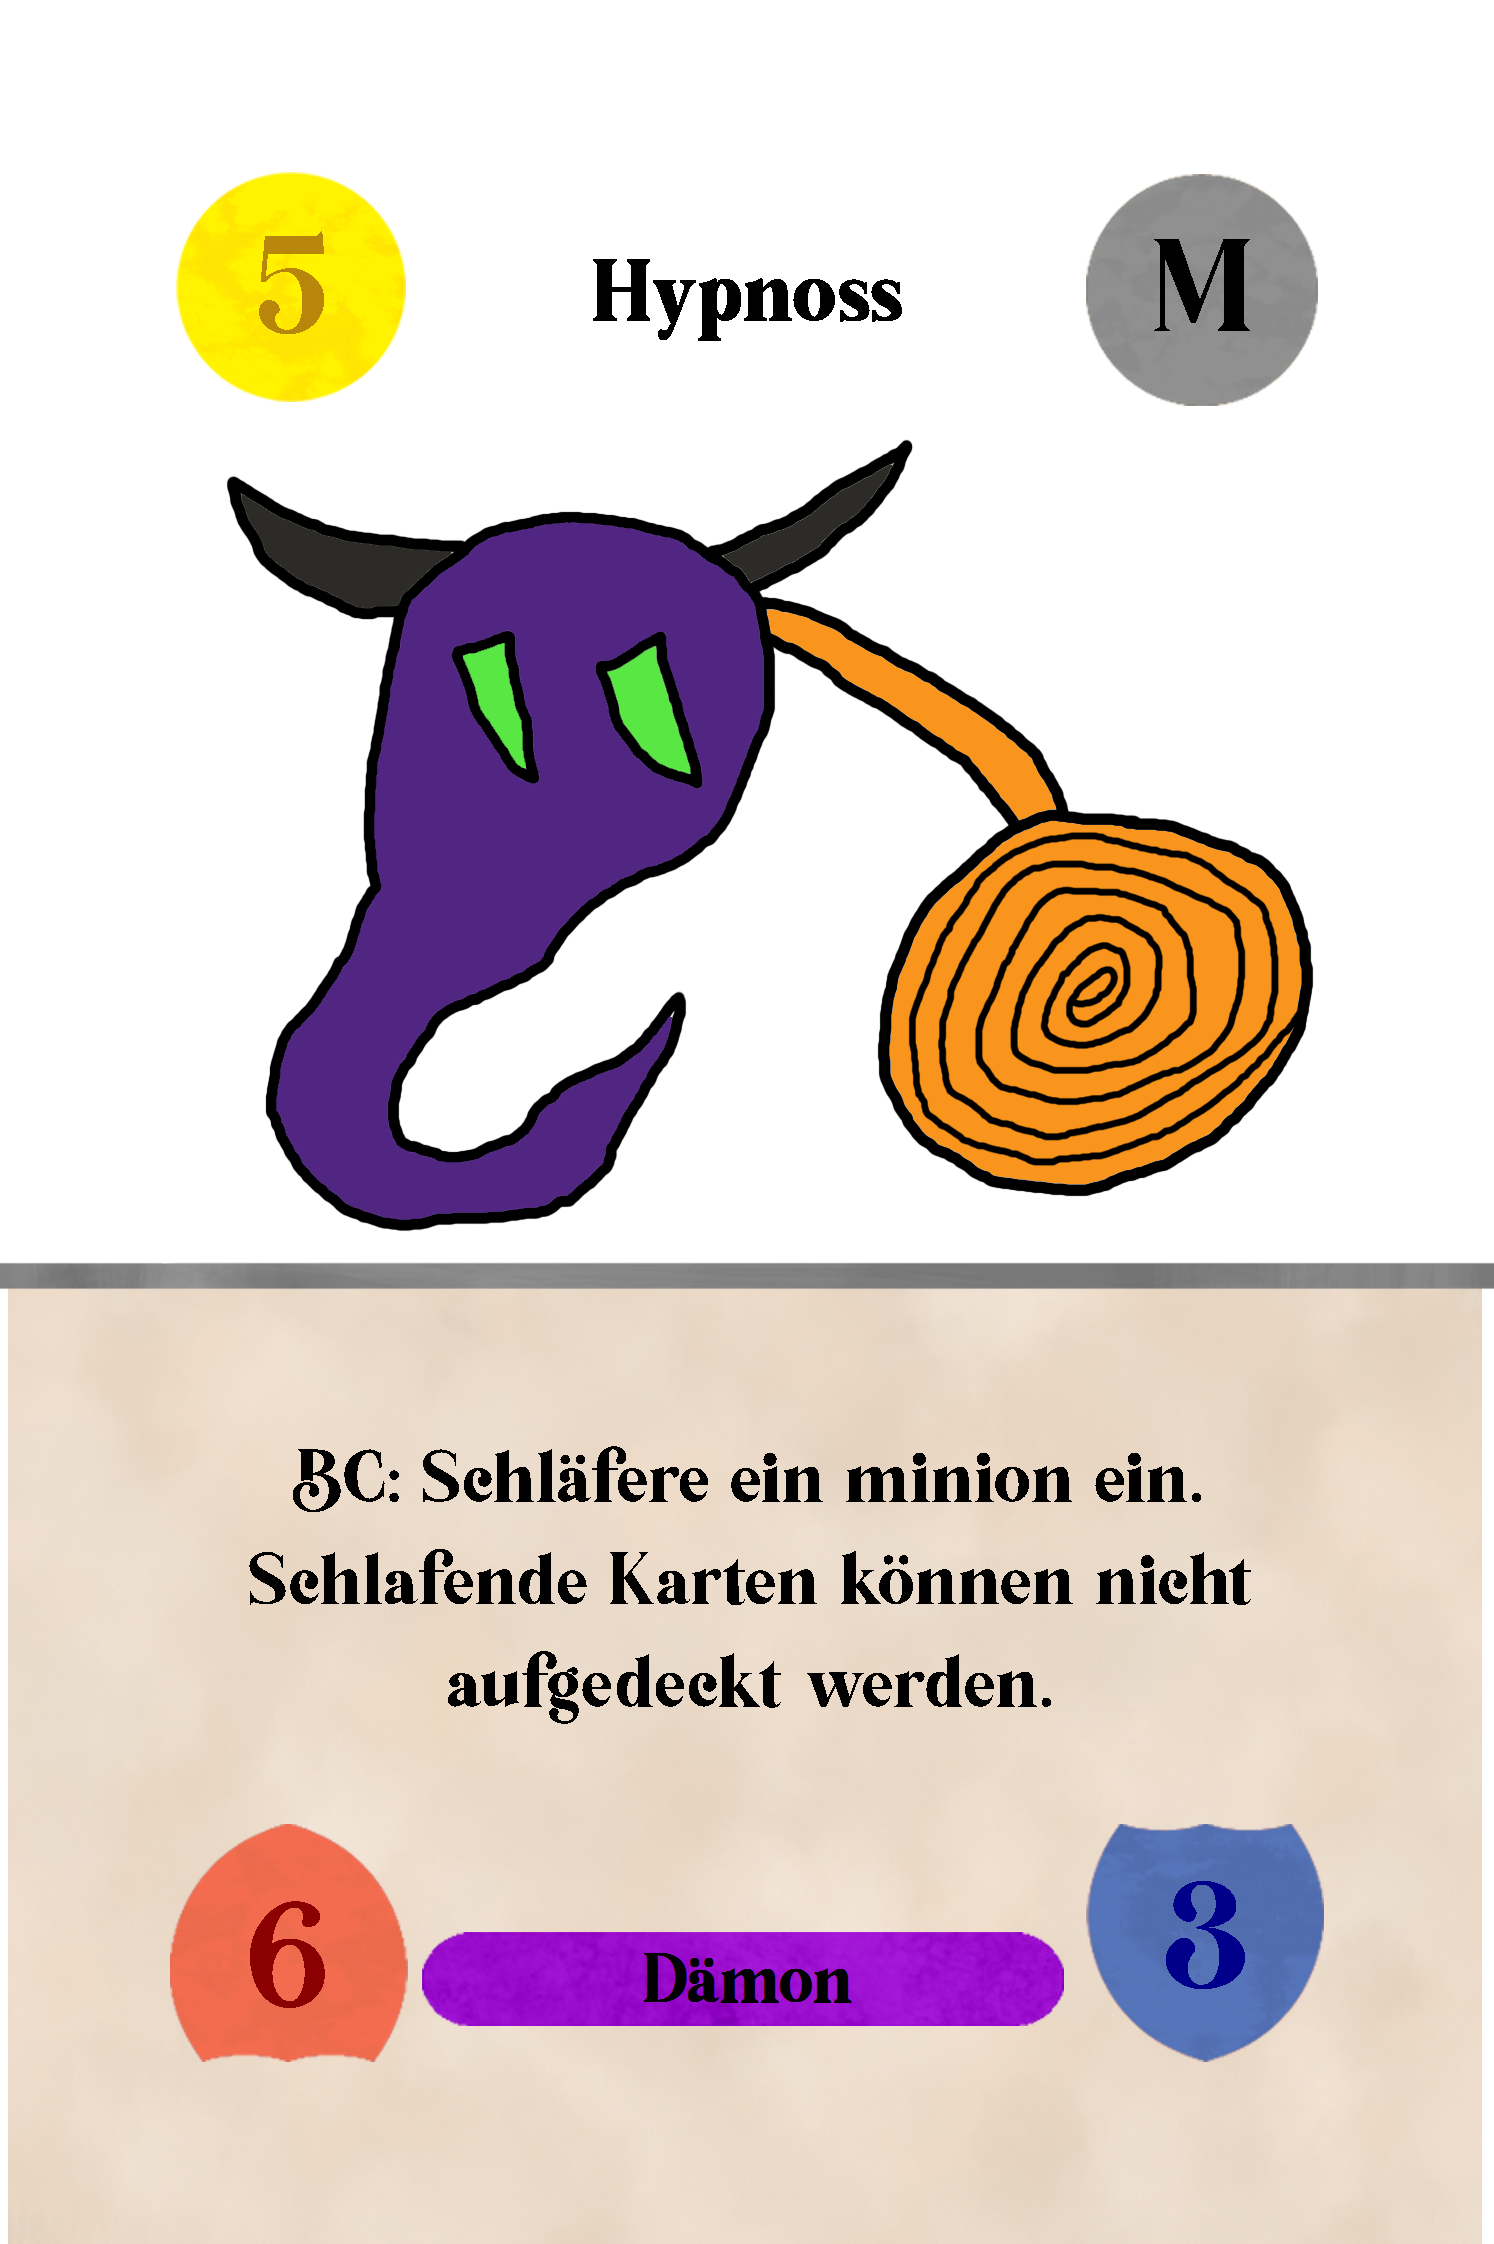 5 Hypnoss M
BC: Schläfere ein minion ein.
Schlafende Karten können nicht
aufgedeckt werden.
6 Dämon 3